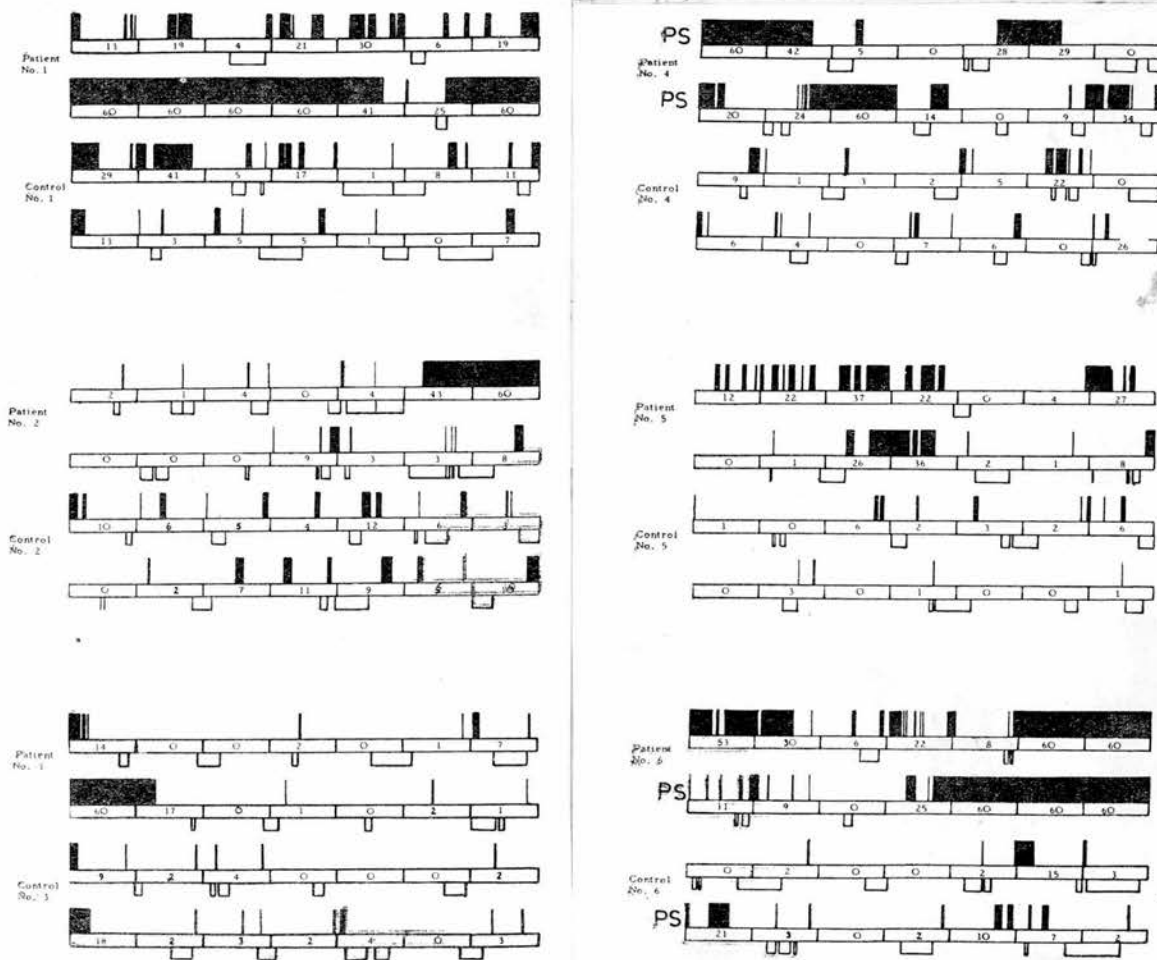 13 19 4 21 30 6 19
Patient
No. 1
60 60 60 60 41 25 60
29 41 5 17 1 8 11
Control
No. 1
13 3 5 5 1 0 7
2 1 4 0 4 43 60
Patient
No. 2
0 0 0 9 3 3 8
10 6 5 4 12 6
Control
No. 2
0 2 7 11 9
14 0 0 2 0 1 7
Patient
No.
60 17 0 1 0 2 1
9 2 4 0 0 0 2
Control
No. 3
18 2 3 2 4 0 3
PS
60 42 5 0 28 29 0
Patient
No. 4
PS
20 24 60 14 0 9 34
9 1 3 2 5 22 0
Control
No. 4
6 4 0 7 6 0 26
12 22 37 22 0 4 27
Patient
No. 5
0 1 26 36 2 1 8
1 0 6 2 3 2 6
Control
No. 5
0 3 0 1 0 0 1
53 30 6 22 8 60 60
Patient
No. 6
PS
11 9 0 25 60 60 60
0 2 0 0 2 15 3
Control
No. 6
PS
21 3 0 2 10 7 2